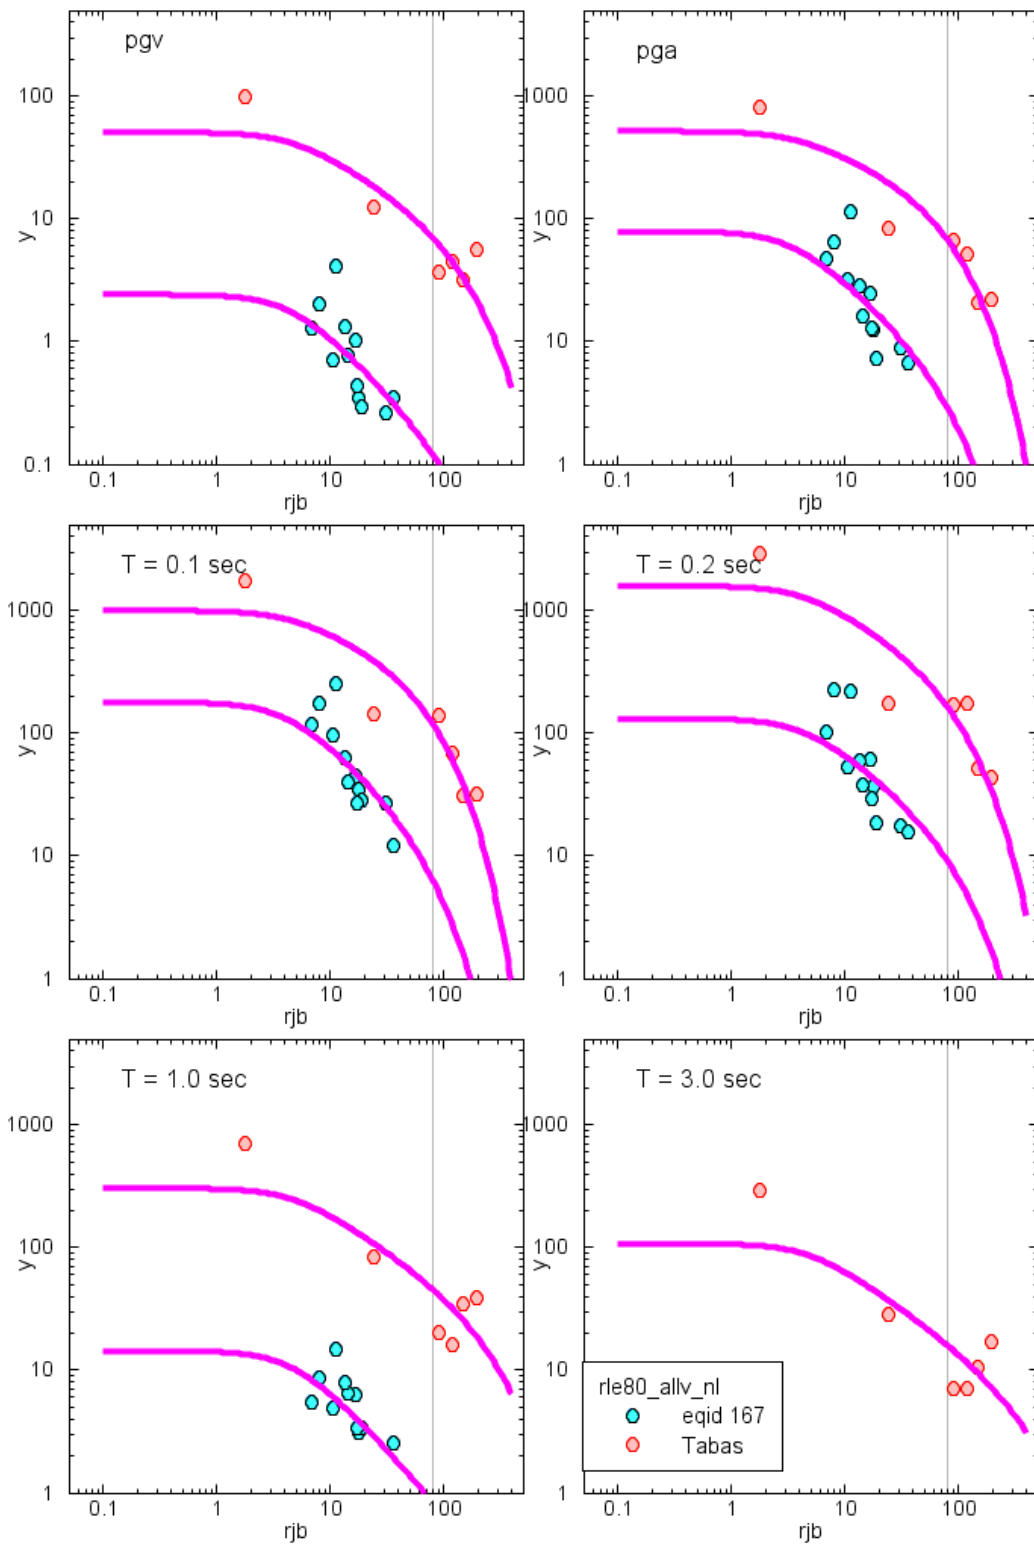 pgv
100
10
1
0.1
y
0.1 1 10 100
rjb
pga
1000
100
10
1
y
0.1 1 10 100
rjb
T = 0.1 sec
1000
100
10
1
y
0.1 1 10 100
rjb
T = 0.2 sec
1000
100
10
1
y
0.1 1 10 100
rjb
T = 1.0 sec
1000
100
10
1
y
0.1 1 10 100
rjb
T = 3.0 sec
1000
100
10
1
y
0.1 1 10 100
rjb
rle80_allv_nl
eqid 167
Tabas